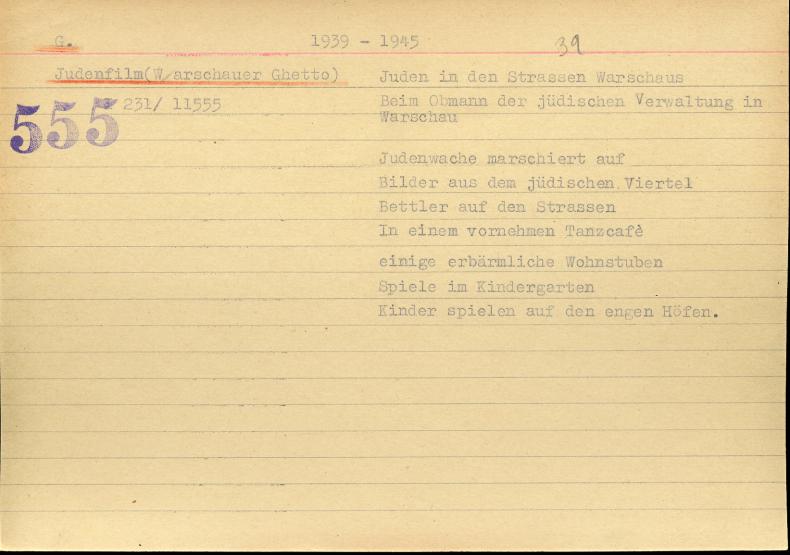 G. 1939 - 1945 39
Judenfilm(Warschauer Ghetto) Juden in den Strassen Warschaus
555 231/ 11555 Beim Obmann der jüdischen Verwaltung in
Warschau
Judenwache marschiert auf
Bilder aus dem jüdischen Viertel
Bettler auf den Strassen
In einem vornehmen Tanzcafè
einige erbärmliche Wohnstuben
Spiele im Kindergarten
Kinder spielen auf den engen Höfen.